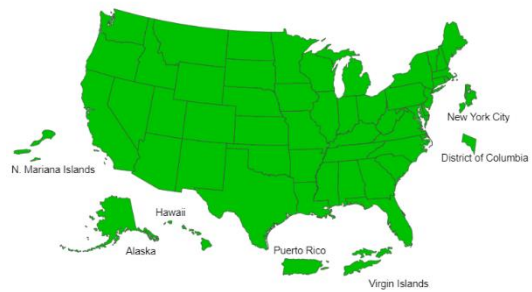 New York City
District of Columbia
N. Mariana Islands
Hawaii
Alaska
Puerto Rico
Virgin Islands